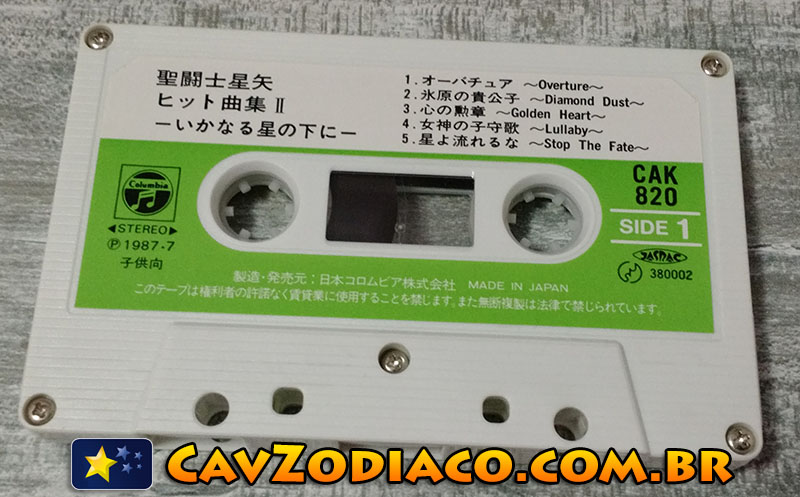 聖闘士星矢
ヒット曲集 II
ーいかなる星の下にー
1.オーバチュア ～Overture～
2.氷原の貴公子 ～Diamond Dust～
3.心の勲章 ～Golden Heart～
4.女神の子守歌 ～Lullaby～
5.星よ流れるな ～Stop The Fate～
Columbia
◀STEREO▶
Ⓟ1987・7
子供向
CAK
820
SIDE 1
JASRAC
380002
製造・発売元：日本コロムビア株式会社 MADE IN JAPAN
このテープは権利者の許諾なく賃貸業に使用することを禁じます。また無断複製は法律で禁じられています。
CavZodiaco.com.br